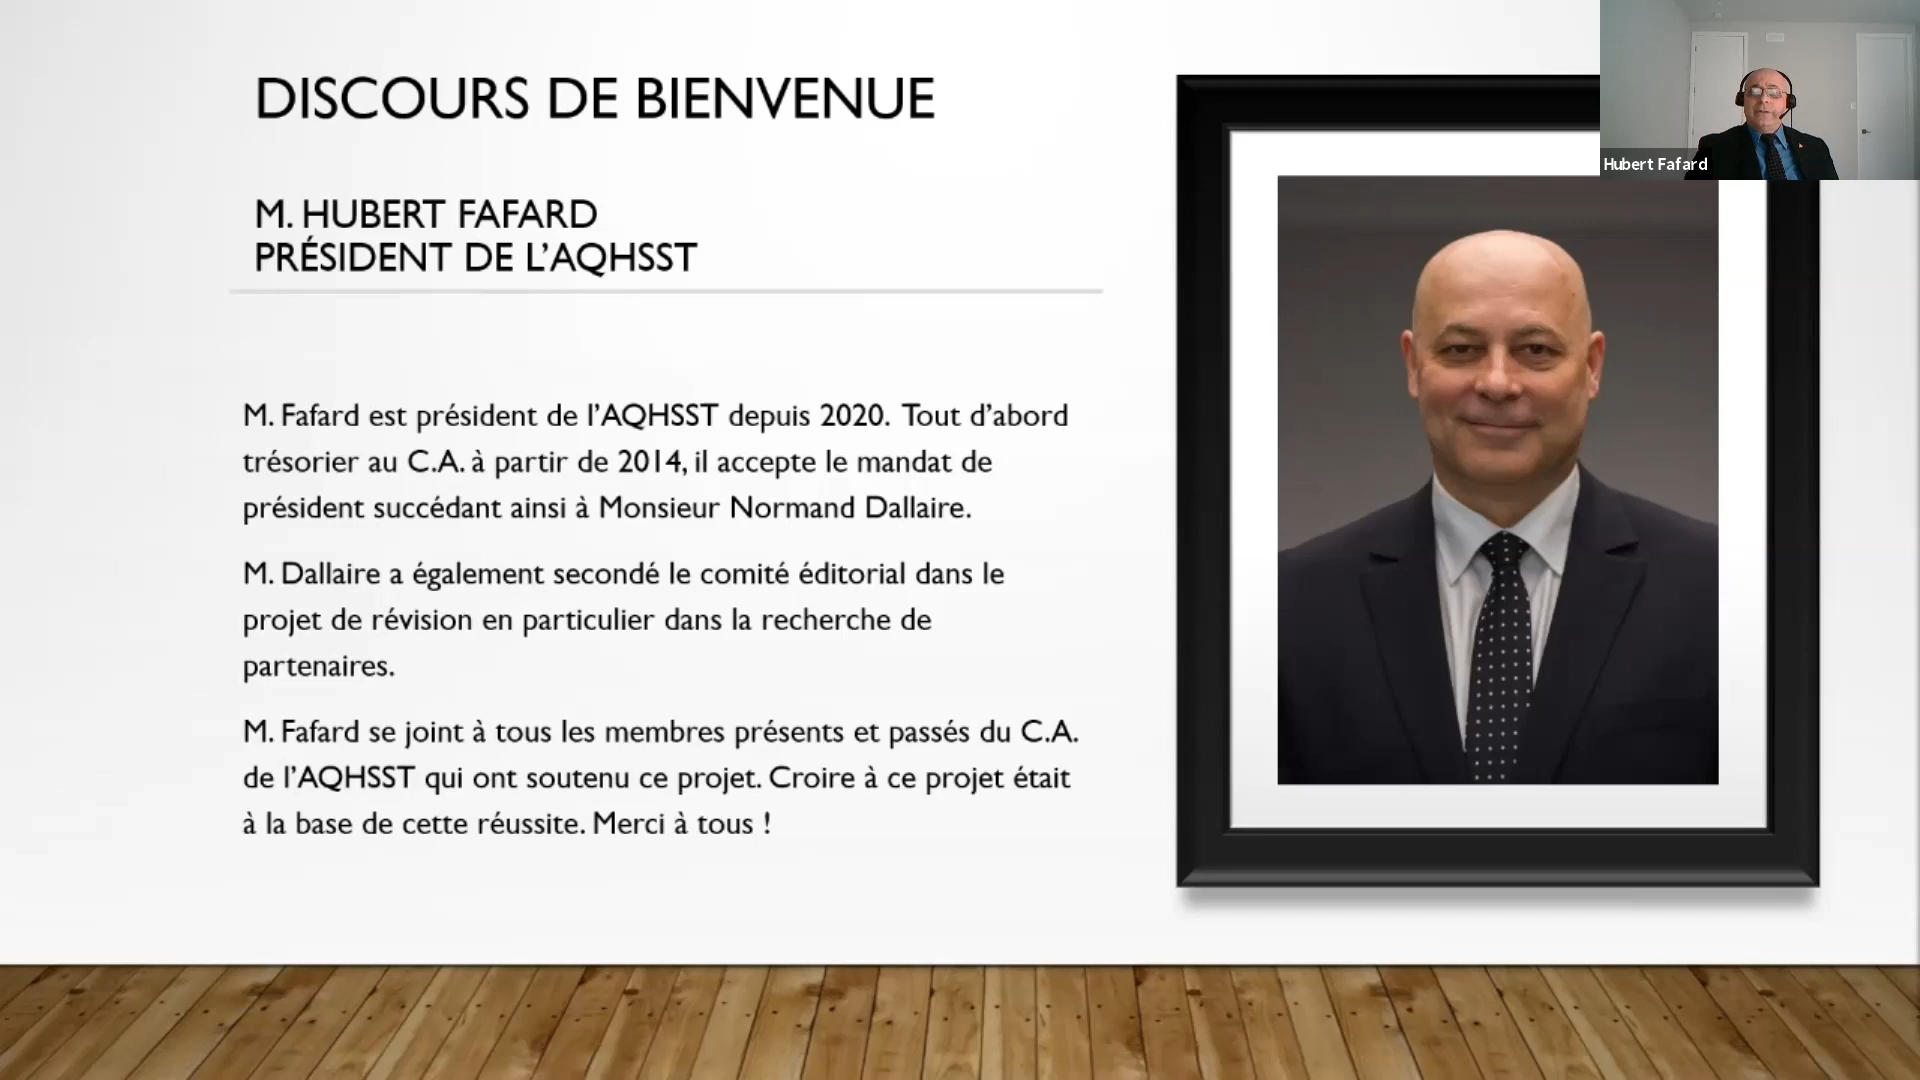 DISCOURS DE BIENVENUE
M. HUBERT FAFARD
PRÉSIDENT DE L’AQHSST
M. Fafard est président de l’AQHSST depuis 2020. Tout d’abord
trésorier au C.A. à partir de 2014, il accepte le mandat de
président succédant ainsi à Monsieur Normand Dallaire.
M. Dallaire a également secondé le comité éditorial dans le
projet de révision en particulier dans la recherche de
partenaires.
M. Fafard se joint à tous les membres présents et passés du C.A.
de l’AQHSST qui ont soutenu ce projet. Croire à ce projet était
à la base de cette réussite. Merci à tous !
Hubert Fafard